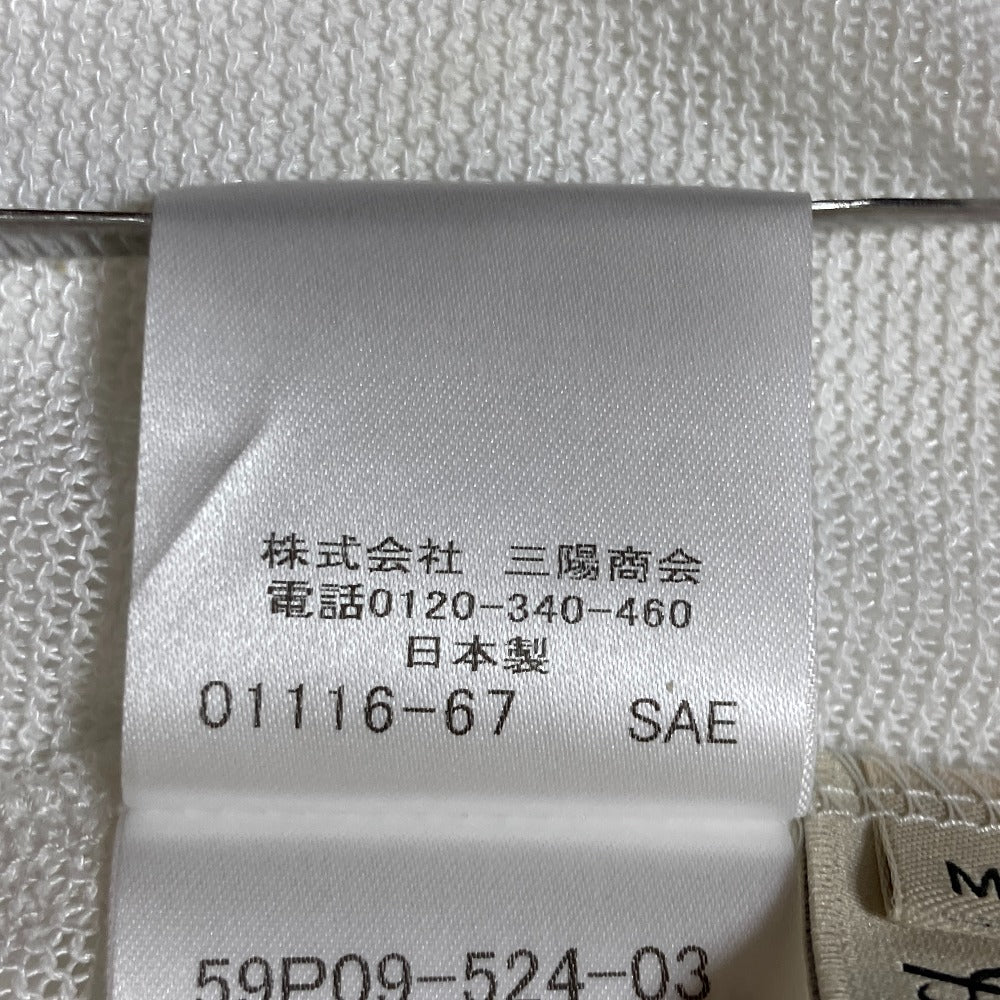 株式会社 三陽商会
電話0120-340-460
日本製
01116-67 SAE
59P09-524-03
M